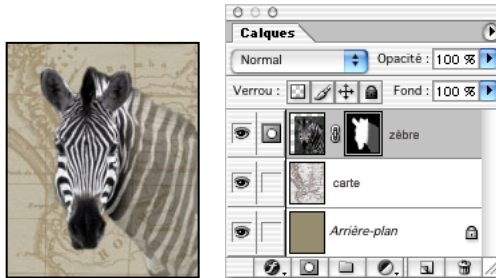 Calques
Normal Opacité : 100 %
Verrou : Fond : 100 %
zèbre
carte
Arrière-plan